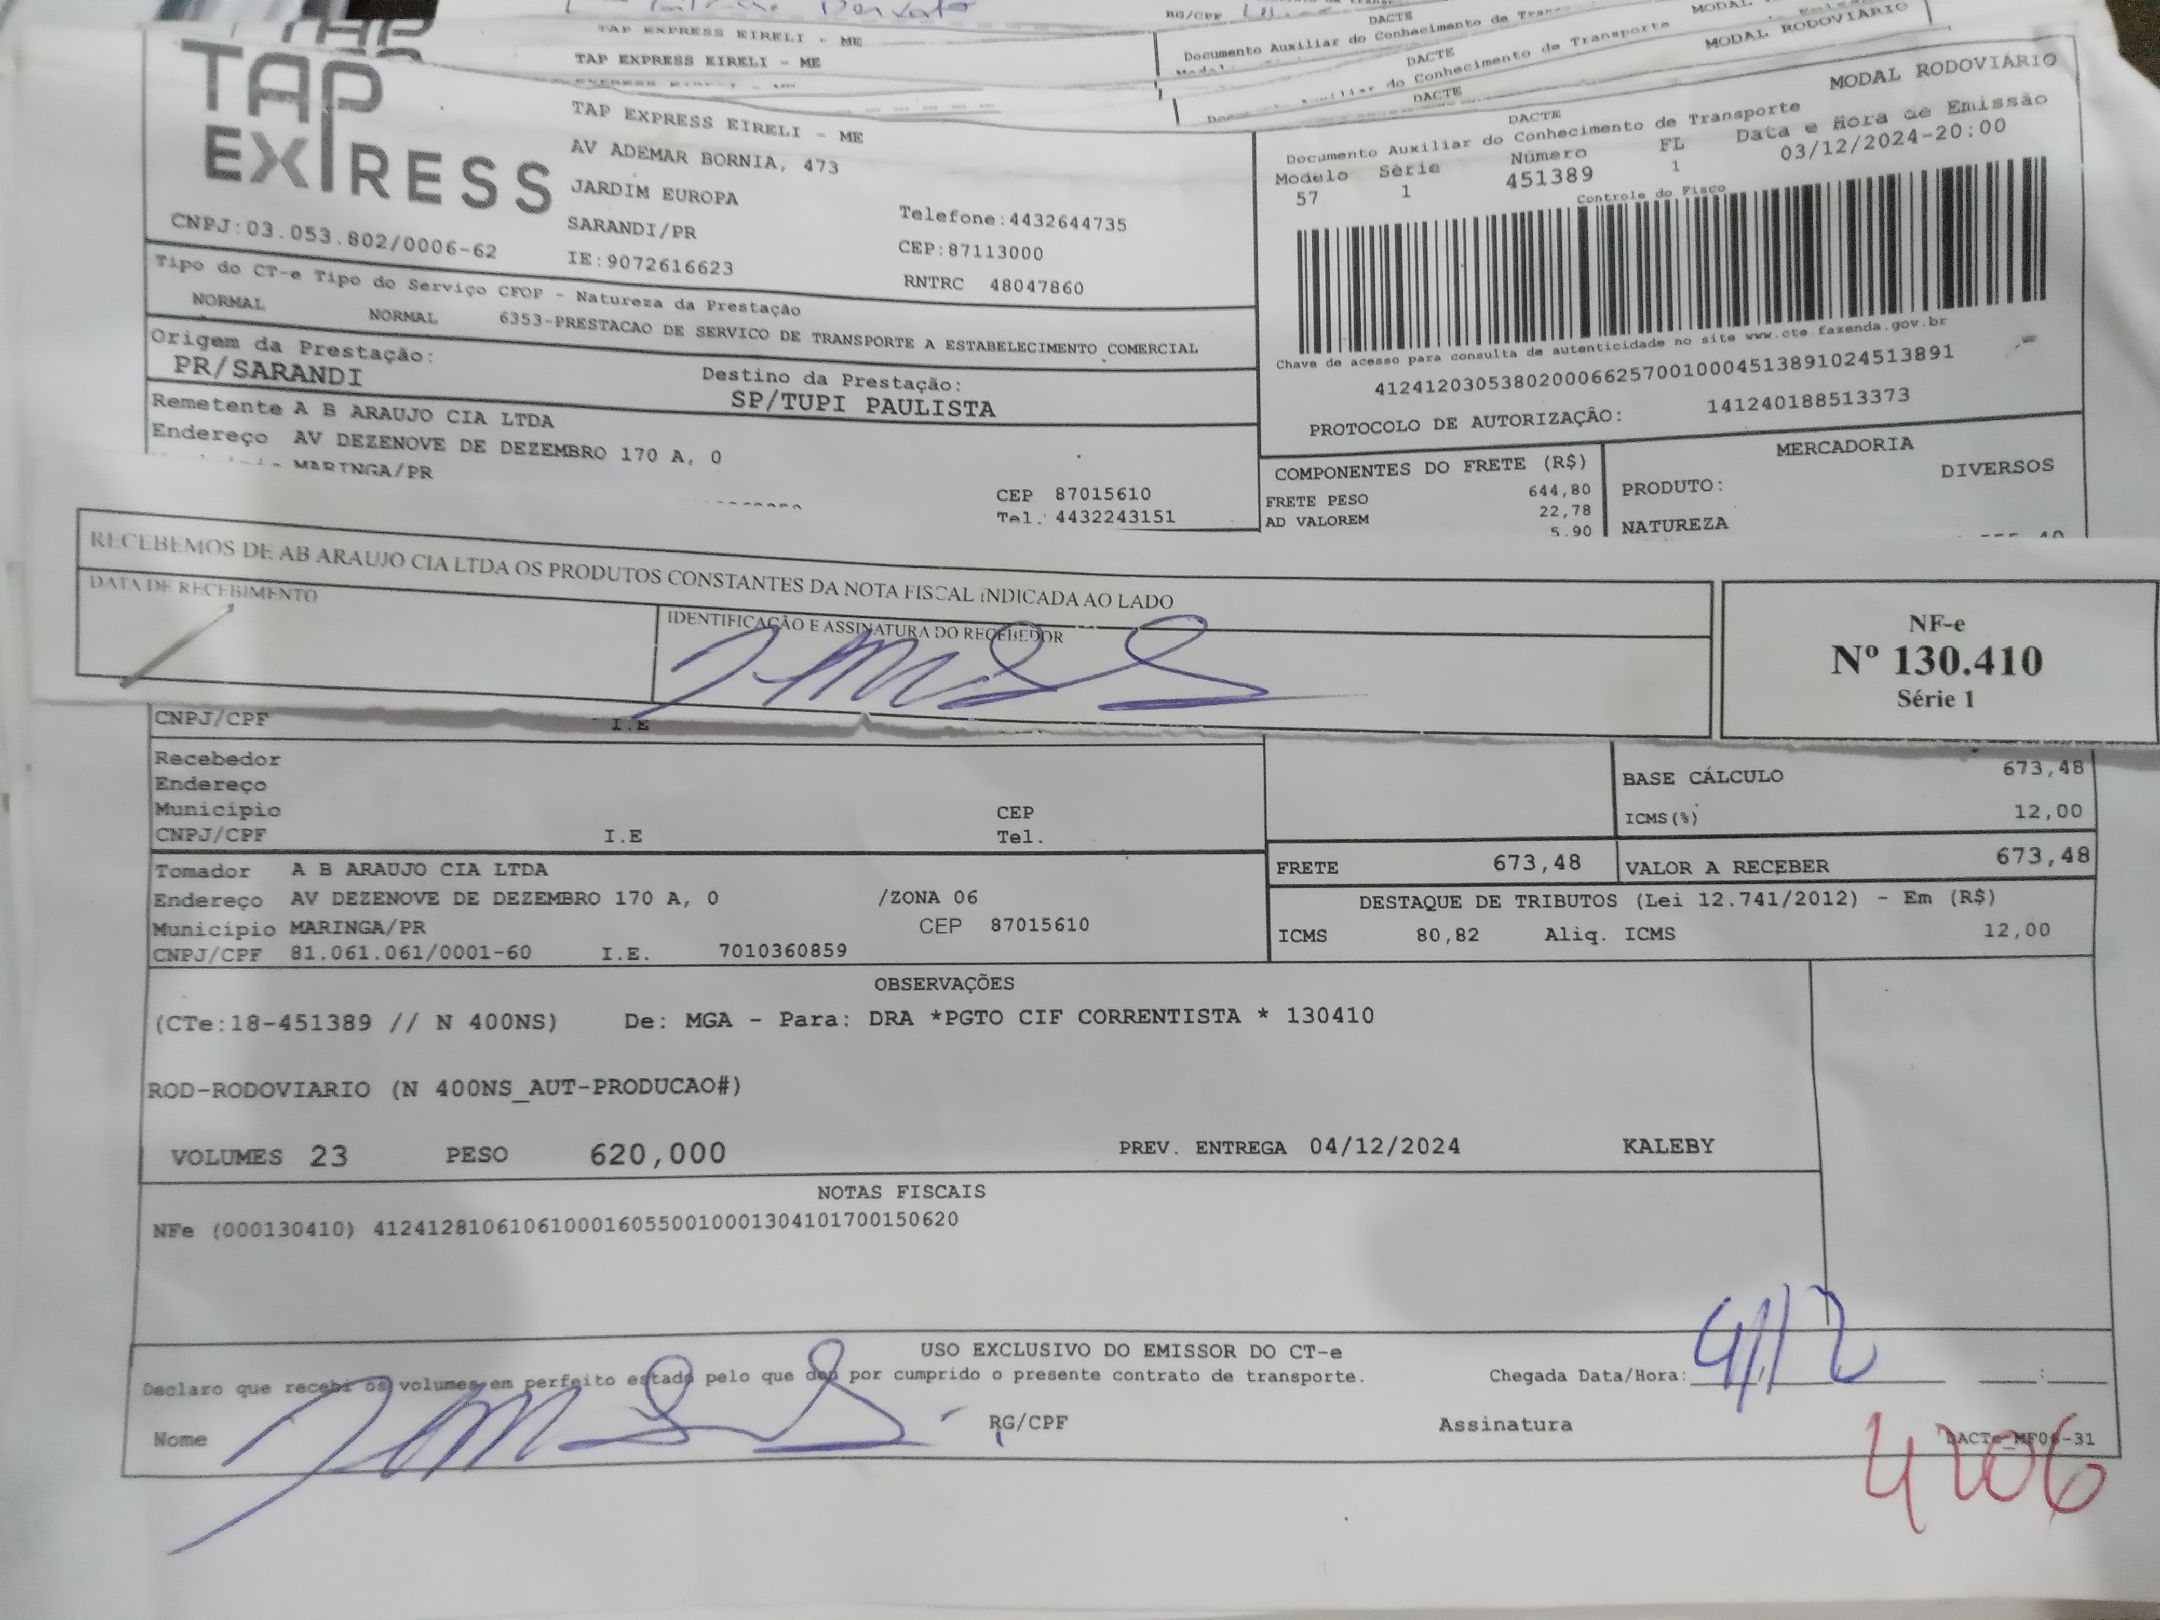 TAP EXPRESS EIRELI - ME
TAP EXPRESS EIRELI - ME
RG/CPF
DACTE
Documento Auxiliar do Conhecimento de Transporte
DACTE
do Conhecimento de Transporte
MODAL RODOVIÁRIO
DACTE
TAP
EXPRESS
CNPJ:03.053.802/0006-62
TAP EXPRESS EIRELI - ME
AV ADEMAR BORNIA, 473
JARDIM EUROPA
SARANDI/PR
IE:9072616623
Telefone:4432644735
CEP:87113000
RNTRC 48047860
DACTE
MODAL RODOVIÁRIO
Documento Auxiliar do Conhecimento de Transporte
Modelo Série Número FL Data e Hora de Emissão
57 1 451389 1 03/12/2024-20:00
Controle do Fisco
Chave de acesso para consulta de autenticidade no site www.cte.fazenda.gov.br
41241203053802000662570010004513891024513891
PROTOCOLO DE AUTORIZAÇÃO: 141240188513373
Tipo do CT-e Tipo do Serviço CFOP - Natureza da Prestação
NORMAL NORMAL 6353-PRESTACAO DE SERVICO DE TRANSPORTE A ESTABELECIMENTO COMERCIAL
Origem da Prestação: Destino da Prestação:
PR/SARANDI SP/TUPI PAULISTA
Remetente A B ARAUJO CIA LTDA
Endereço AV DEZENOVE DE DEZEMBRO 170 A, 0
MARINGA/PR
CEP 87015610
Tel. 4432243151
COMPONENTES DO FRETE (R$)
FRETE PESO 644,80
AD VALOREM 22,78
5,90
MERCADORIA
PRODUTO: DIVERSOS
NATUREZA
RECEBEMOS DE AB ARAUJO CIA LTDA OS PRODUTOS CONSTANTES DA NOTA FISCAL INDICADA AO LADO
DATA DE RECEBIMENTO
IDENTIFICAÇÃO E ASSINATURA DO RECEBEDOR
NF-e
Nº 130.410
Série 1
CNPJ/CPF I.E
Recebedor
Endereço
Município CEP
CNPJ/CPF I.E Tel.
BASE CÁLCULO 673,48
ICMS(%) 12,00
Tomador A B ARAUJO CIA LTDA
Endereço AV DEZENOVE DE DEZEMBRO 170 A, 0 /ZONA 06
Município MARINGA/PR CEP 87015610
CNPJ/CPF 81.061.061/0001-60 I.E. 7010360859
FRETE 673,48 VALOR A RECEBER 673,48
DESTAQUE DE TRIBUTOS (Lei 12.741/2012) - Em (R$)
ICMS 80,82 Aliq. ICMS 12,00
OBSERVAÇÕES
(CTe:18-451389 // N 400NS) De: MGA - Para: DRA *PGTO CIF CORRENTISTA * 130410
ROD-RODOVIARIO (N 400NS_AUT-PRODUCAO#)
VOLUMES 23 PESO 620,000 PREV. ENTREGA 04/12/2024 KALEBY
NOTAS FISCAIS
NFe (000130410) 41241281061061000160550010001304101700150620
USO EXCLUSIVO DO EMISSOR DO CT-e
Declaro que recebi os volumes em perfeito estado pelo que dou por cumprido o presente contrato de transporte.
Chegada Data/Hora: 4/12 :
Nome RG/CPF Assinatura
DACTe_MF06-31
4206